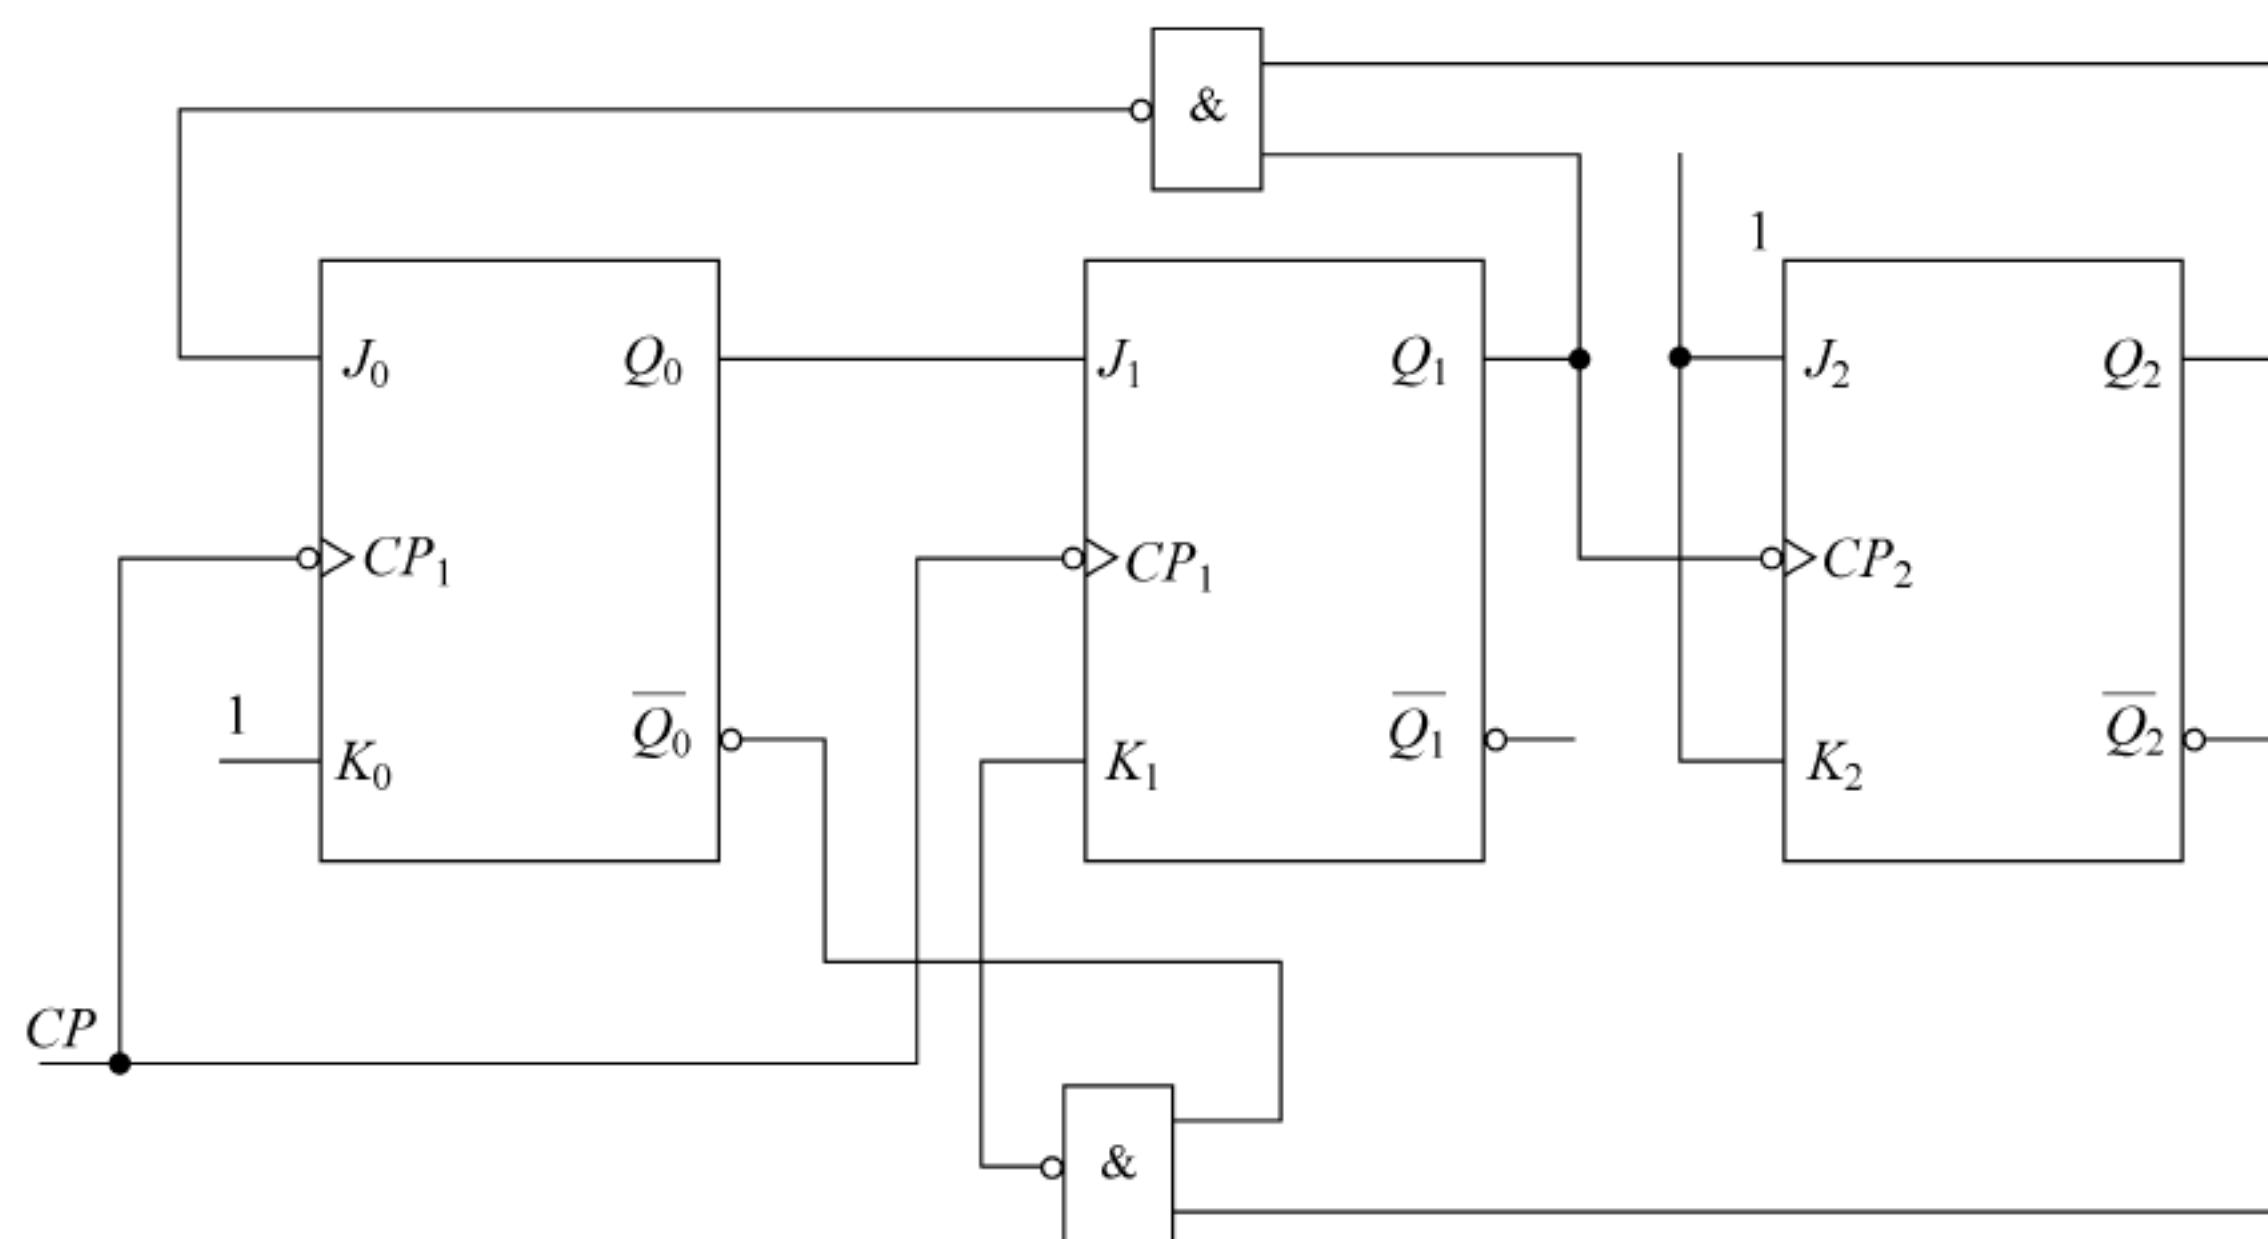 &
1
J₀ Q₀ J₁ Q₁ J₂ Q₂
CP₁ CP₁ CP₂
1
K₀ Q̅₀ K₁ Q̅₁ K₂ Q̅₂
CP
&